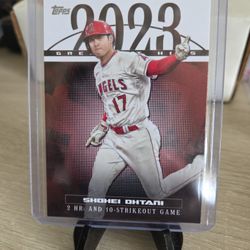 Topps
2023
GREATEST HITS
ANGELS
17
SHOHEI OHTANI
2 HR AND 10-STRIKEOUT GAME